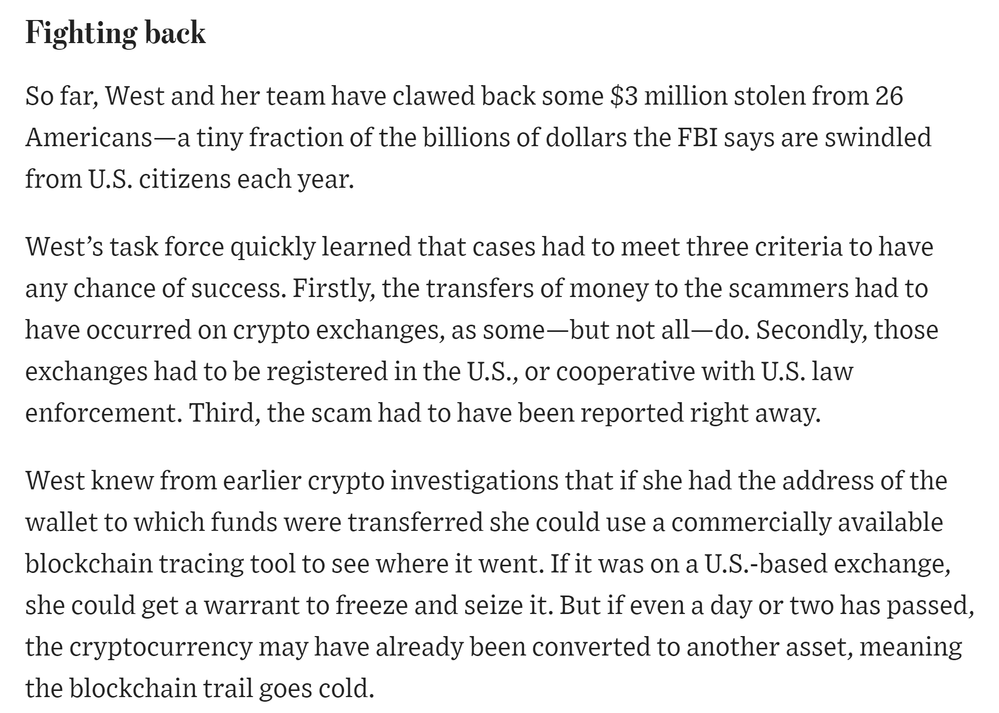 Fighting back
So far, West and her team have clawed back some $3 million stolen from 26
Americans—a tiny fraction of the billions of dollars the FBI says are swindled
from U.S. citizens each year.
West’s task force quickly learned that cases had to meet three criteria to have
any chance of success. Firstly, the transfers of money to the scammers had to
have occurred on crypto exchanges, as some—but not all—do. Secondly, those
exchanges had to be registered in the U.S., or cooperative with U.S. law
enforcement. Third, the scam had to have been reported right away.
West knew from earlier crypto investigations that if she had the address of the
wallet to which funds were transferred she could use a commercially available
blockchain tracing tool to see where it went. If it was on a U.S.-based exchange,
she could get a warrant to freeze and seize it. But if even a day or two has passed,
the cryptocurrency may have already been converted to another asset, meaning
the blockchain trail goes cold.